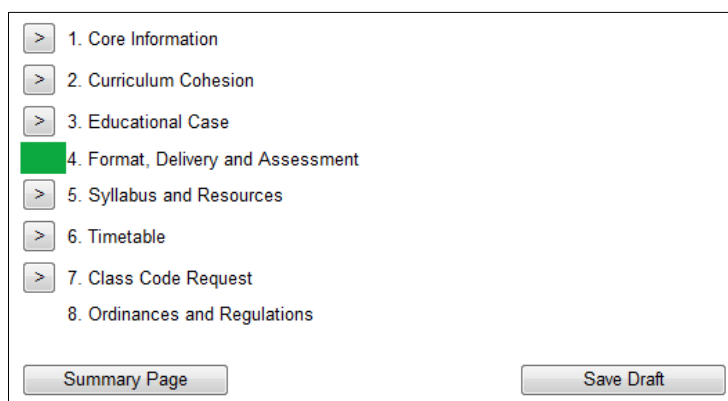 > 1. Core Information
> 2. Curriculum Cohesion
> 3. Educational Case
4. Format, Delivery and Assessment
> 5. Syllabus and Resources
> 6. Timetable
> 7. Class Code Request
8. Ordinances and Regulations
Summary Page Save Draft